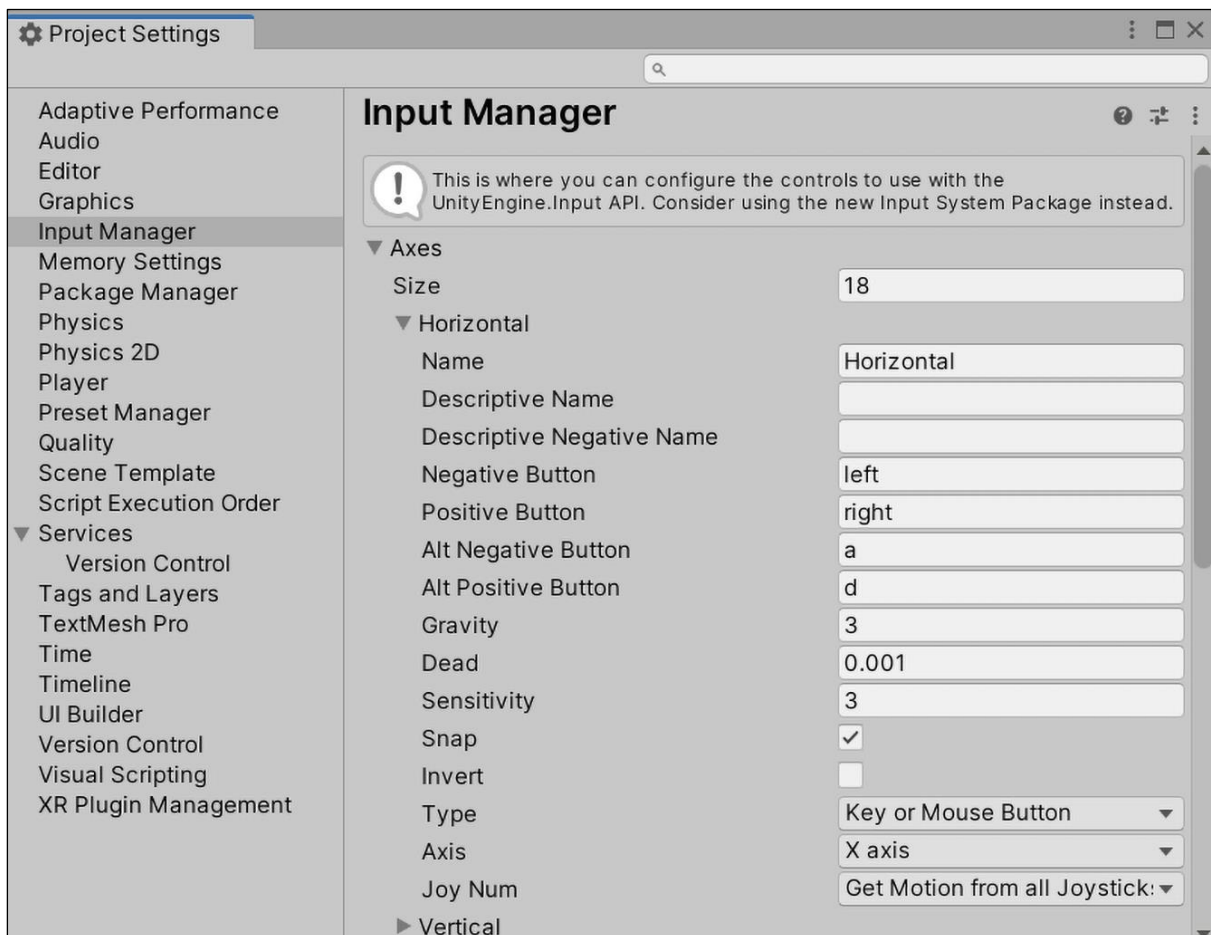 Project Settings
Adaptive Performance
Audio
Editor
Graphics
Input Manager
Memory Settings
Package Manager
Physics
Physics 2D
Player
Preset Manager
Quality
Scene Template
Script Execution Order
Services
Version Control
Tags and Layers
TextMesh Pro
Time
Timeline
UI Builder
Version Control
Visual Scripting
XR Plugin Management
Input Manager
This is where you can configure the controls to use with the
UnityEngine.Input API. Consider using the new Input System Package instead.
Axes
Size 18
Horizontal
Name Horizontal
Descriptive Name
Descriptive Negative Name
Negative Button left
Positive Button right
Alt Negative Button a
Alt Positive Button d
Gravity 3
Dead 0.001
Sensitivity 3
Snap
Invert
Type Key or Mouse Button
Axis X axis
Joy Num Get Motion from all Joysticks
Vertical